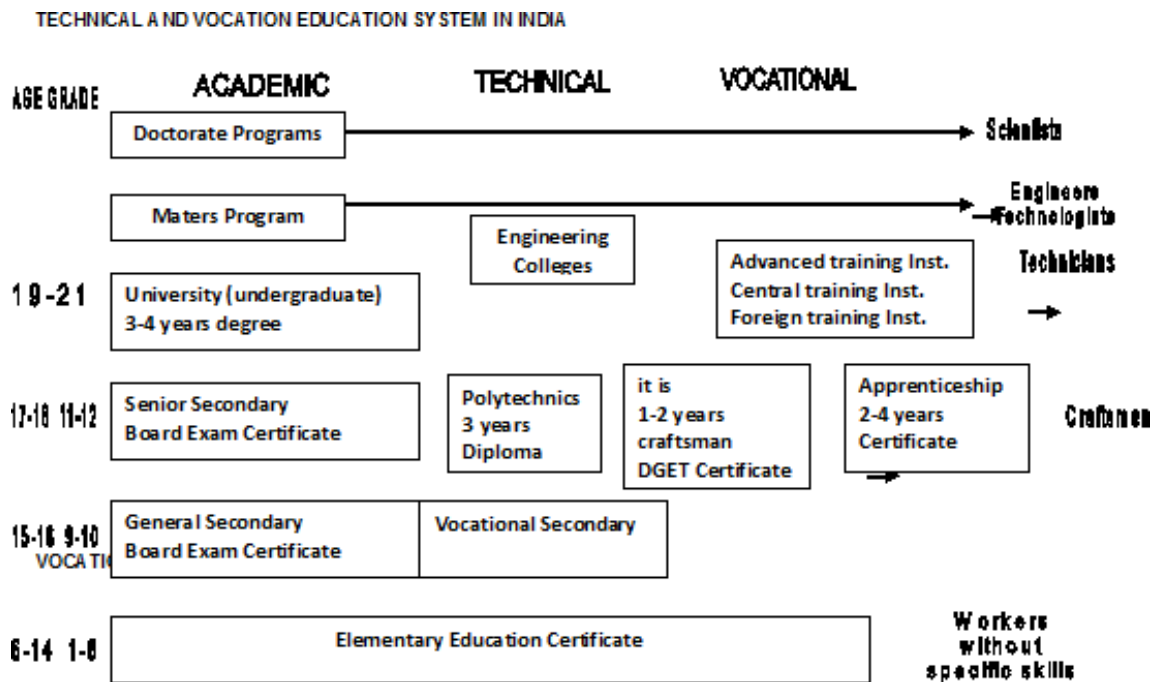 TECHNICAL AND VOCATION EDUCATION SYSTEM IN INDIA
ACADEMIC TECHNICAL VOCATIONAL
AGE GRADE
Doctorate Programs
Scientists
Maters Program
Engineers
Technologists
Engineering
Colleges
Advanced training Inst.
Central training Inst.
Foreign training Inst.
Technicians
19-21
University (undergraduate)
3-4 years degree
17-18 11-12
Senior Secondary
Board Exam Certificate
Polytechnics
3 years
Diploma
it is
1-2 years
craftsman
DGET Certificate
Apprenticeship
2-4 years
Certificate
Craftsmen
15-16 9-10
VOCATI
General Secondary
Board Exam Certificate
Vocational Secondary
6-14 1-8
Elementary Education Certificate
Workers
without
specific skills